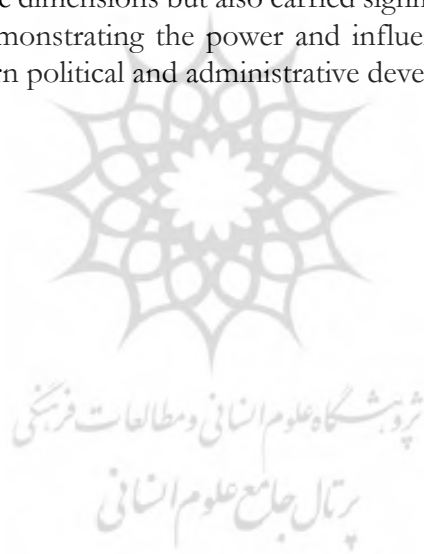 c dimensions but also carried signif
monstrating the power and influe
rn political and administrative deve
پژوهشگاه علوم انسانی و مطالعات فرهنگی
پرتال جامع علوم انسانی